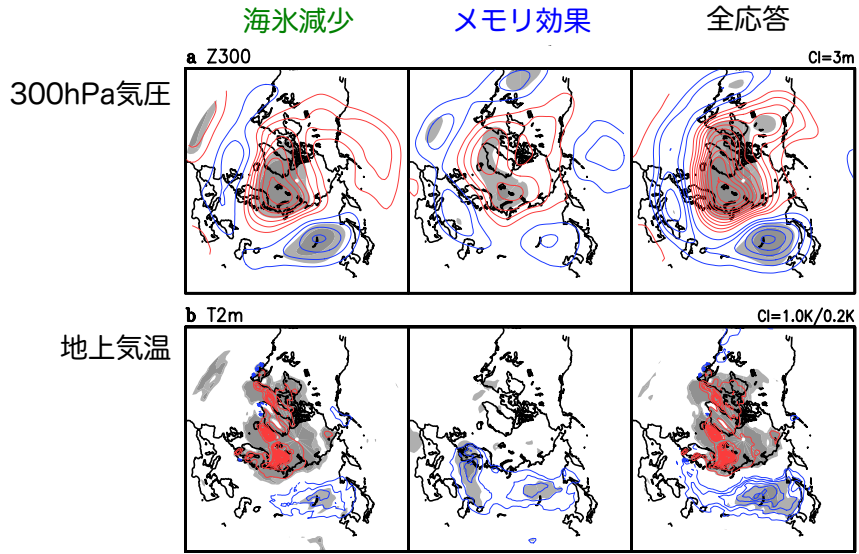 海氷減少 メモリ効果 全応答
a Z300 CI=3m
300hPa気圧
b T2m CI=1.0K/0.2K
地上気温